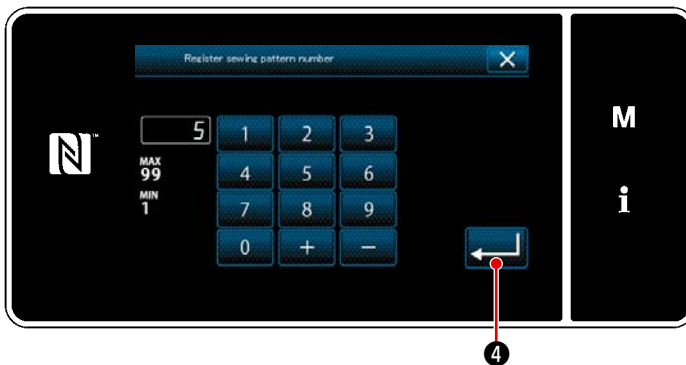 Register sewing pattern number
5
MAX
99
MIN
1
1 2 3
4 5 6
7 8 9
0 + −
N™
M
i
4